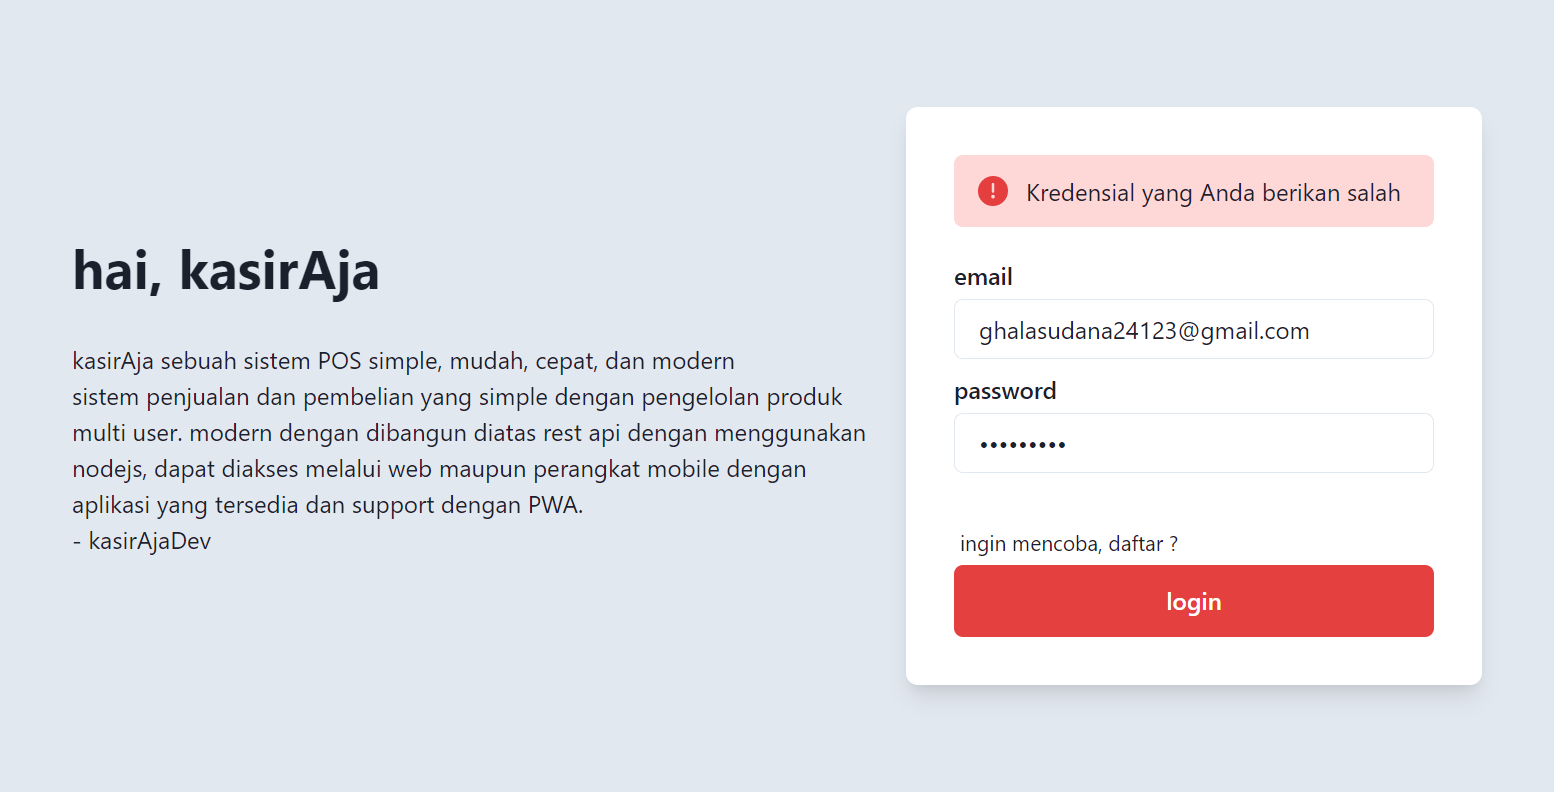 hai, kasirAja
kasirAja sebuah sistem POS simple, mudah, cepat, dan modern
sistem penjualan dan pembelian yang simple dengan pengelolan produk
multi user. modern dengan dibangun diatas rest api dengan menggunakan
nodejs, dapat diakses melalui web maupun perangkat mobile dengan
aplikasi yang tersedia dan support dengan PWA.
- kasirAjaDev
Kredensial yang Anda berikan salah
email
ghalasudana24123@gmail.com
password
•••••••••
ingin mencoba, daftar ?
login